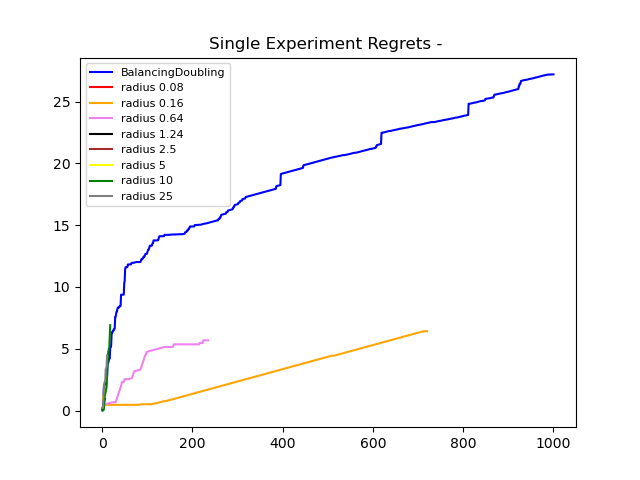 Single Experiment Regrets -
BalancingDoubling
radius 0.08
radius 0.16
radius 0.64
radius 1.24
radius 2.5
radius 5
radius 10
radius 25
25
20
15
10
5
0
0 200 400 600 800 1000